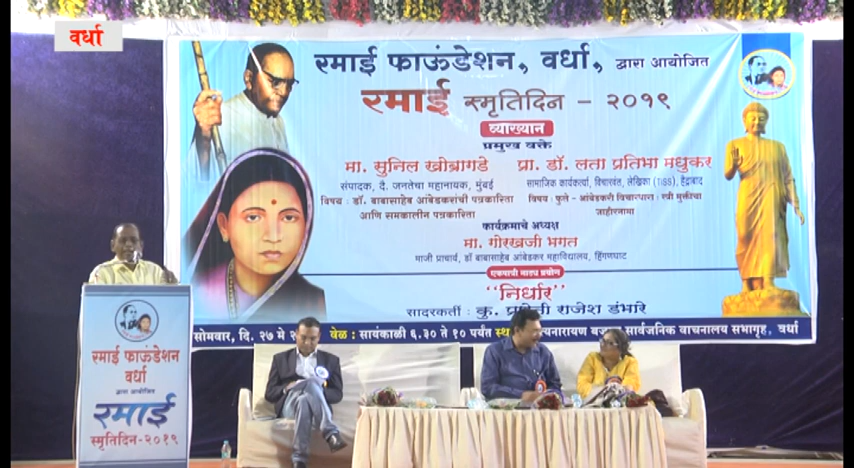 वर्धा
रमाई फाऊंडेशन, वर्धा, द्वारा आयोजित
रमाई स्मृतिदिन - २०१९
व्याख्यान
प्रमुख वक्ते
मा. सुनिल खोब्रागडे
संपादक, दै. जनतेचा महानायक, मुंबई
विषय : डॉ. बाबासाहेब आंबेडकरांची पत्रकारिता
आणि समकालीन पत्रकारिता
प्रा. डॉ. लता प्रतिभा मधुकर
सामाजिक कार्यकर्त्या, विचारवंत, लेखिका (TISS), हैद्राबाद
विषय : फुले - आंबेडकरी विचारधारा : स्त्री मुक्तीचा
जाहीरनामा
कार्यक्रमाचे अध्यक्ष
मा. गोरखजी भगत
माजी प्राचार्य, डॉ बाबासाहेब आंबेडकर महाविद्यालय, हिंगणघाट
एकपात्री नाट्य प्रयोग
"निर्धार"
सादरकर्ती : कु. राजेश डंभारे
सोमवार, दि. २७ मे वेळ : सायंकाळी ६.३० ते १० पर्यंत सार्वजनिक वाचनालय सभागृह, वर्धा
रमाई फाऊंडेशन
वर्धा
द्वारा आयोजित
रमाई
स्मृतिदिन-२०१९